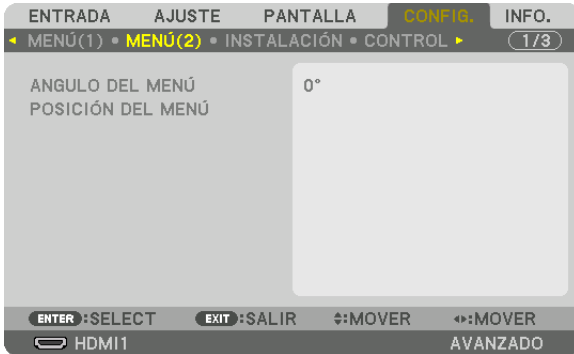 ENTRADA AJUSTE PANTALLA CONFIG. INFO.
◂ MENÚ(1) • MENÚ(2) • INSTALACIÓN • CONTROL ▸ 1/3
ANGULO DEL MENÚ 0°
POSICIÓN DEL MENÚ
ENTER :SELECT EXIT :SALIR :MOVER :MOVER
HDMI1 AVANZADO